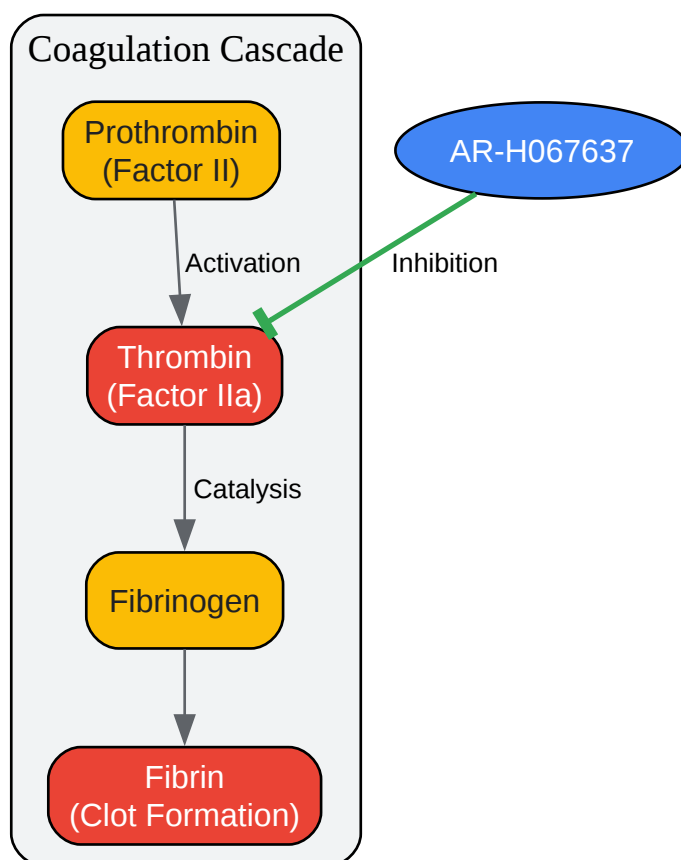 Coagulation Cascade
Prothrombin
(Factor II)
AR-H067637
Activation
Inhibition
Thrombin
(Factor IIa)
Catalysis
Fibrinogen
Fibrin
(Clot Formation)